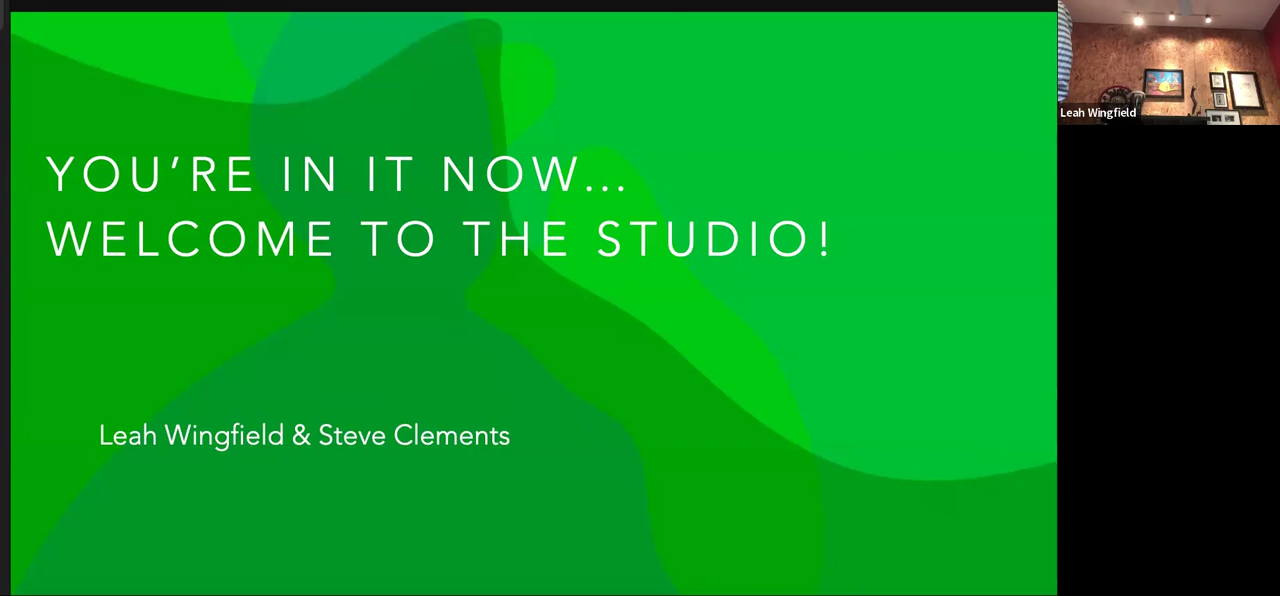 YOU’RE IN IT NOW...
WELCOME TO THE STUDIO!
Leah Wingfield & Steve Clements
Leah Wingfield